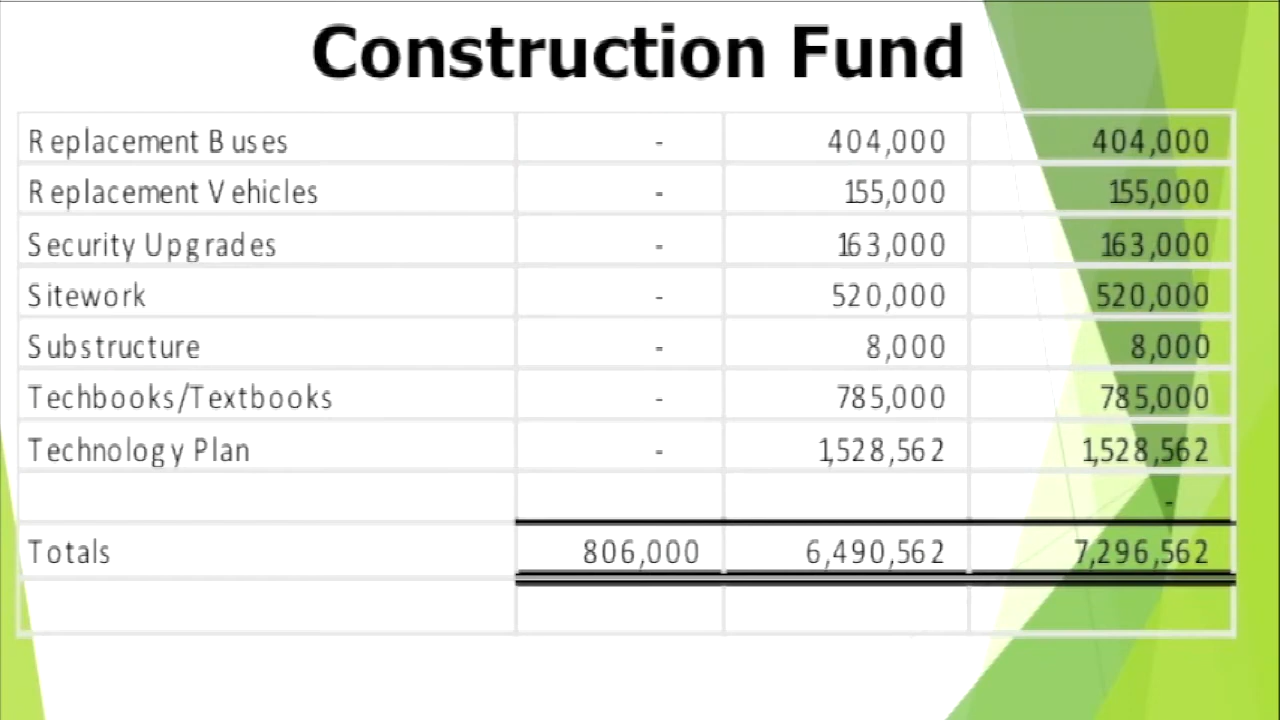 Construction Fund
Replacement Buses - 404,000 404,000
Replacement Vehicles - 155,000 155,000
Security Upgrades - 163,000 163,000
Sitework - 520,000 520,000
Substructure - 8,000 8,000
Techbooks/Textbooks - 785,000 785,000
Technology Plan - 1,528,562 1,528,562
-
Totals 806,000 6,490,562 7,296,562